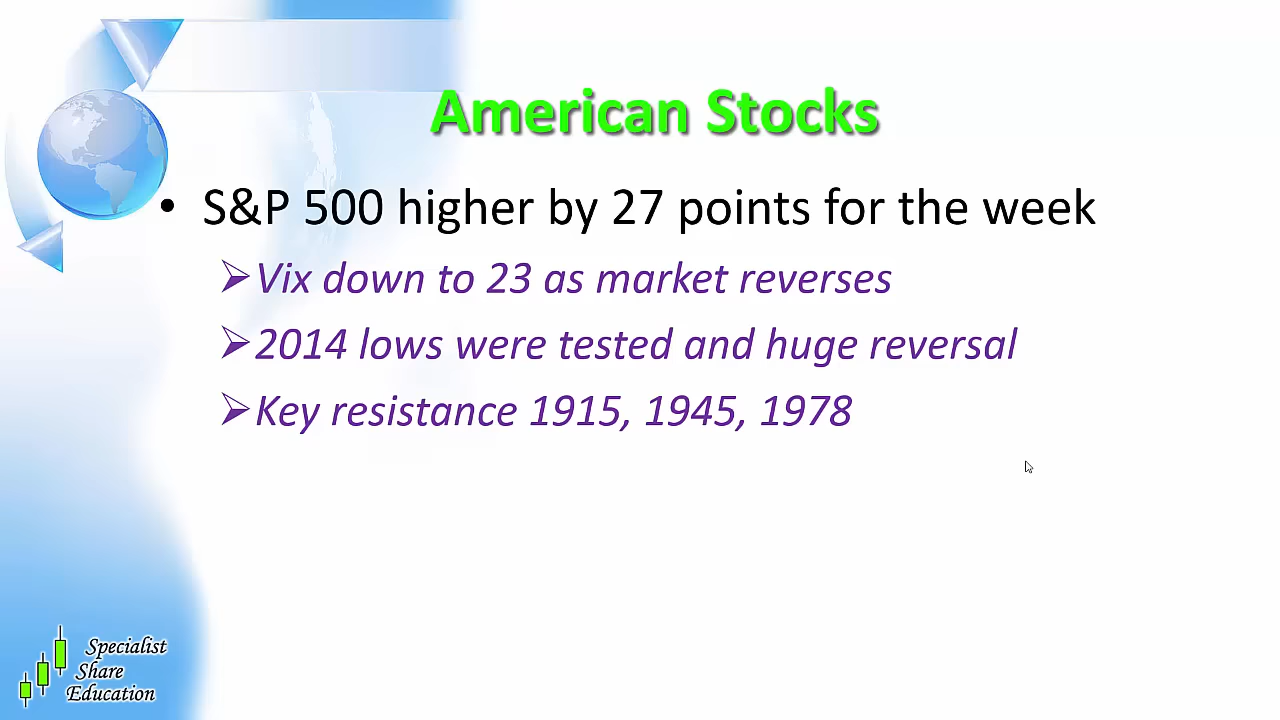 American Stocks
• S&P 500 higher by 27 points for the week
➢Vix down to 23 as market reverses
➢2014 lows were tested and huge reversal
➢Key resistance 1915, 1945, 1978
Specialist
Share
Education